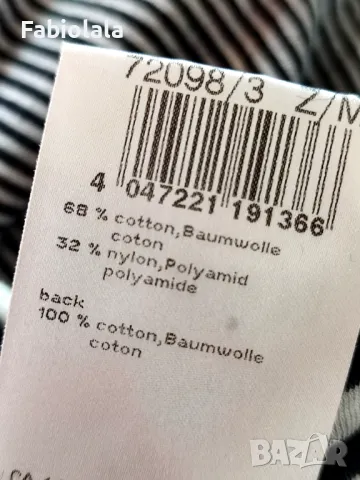 Fabiolala
72098/3 2/M
4 047221 191366
68 % cotton,Baumwolle
coton
32 % nylon,Polyamid
polyamide
back
100 % cotton,Baumwolle
coton
BAZAR